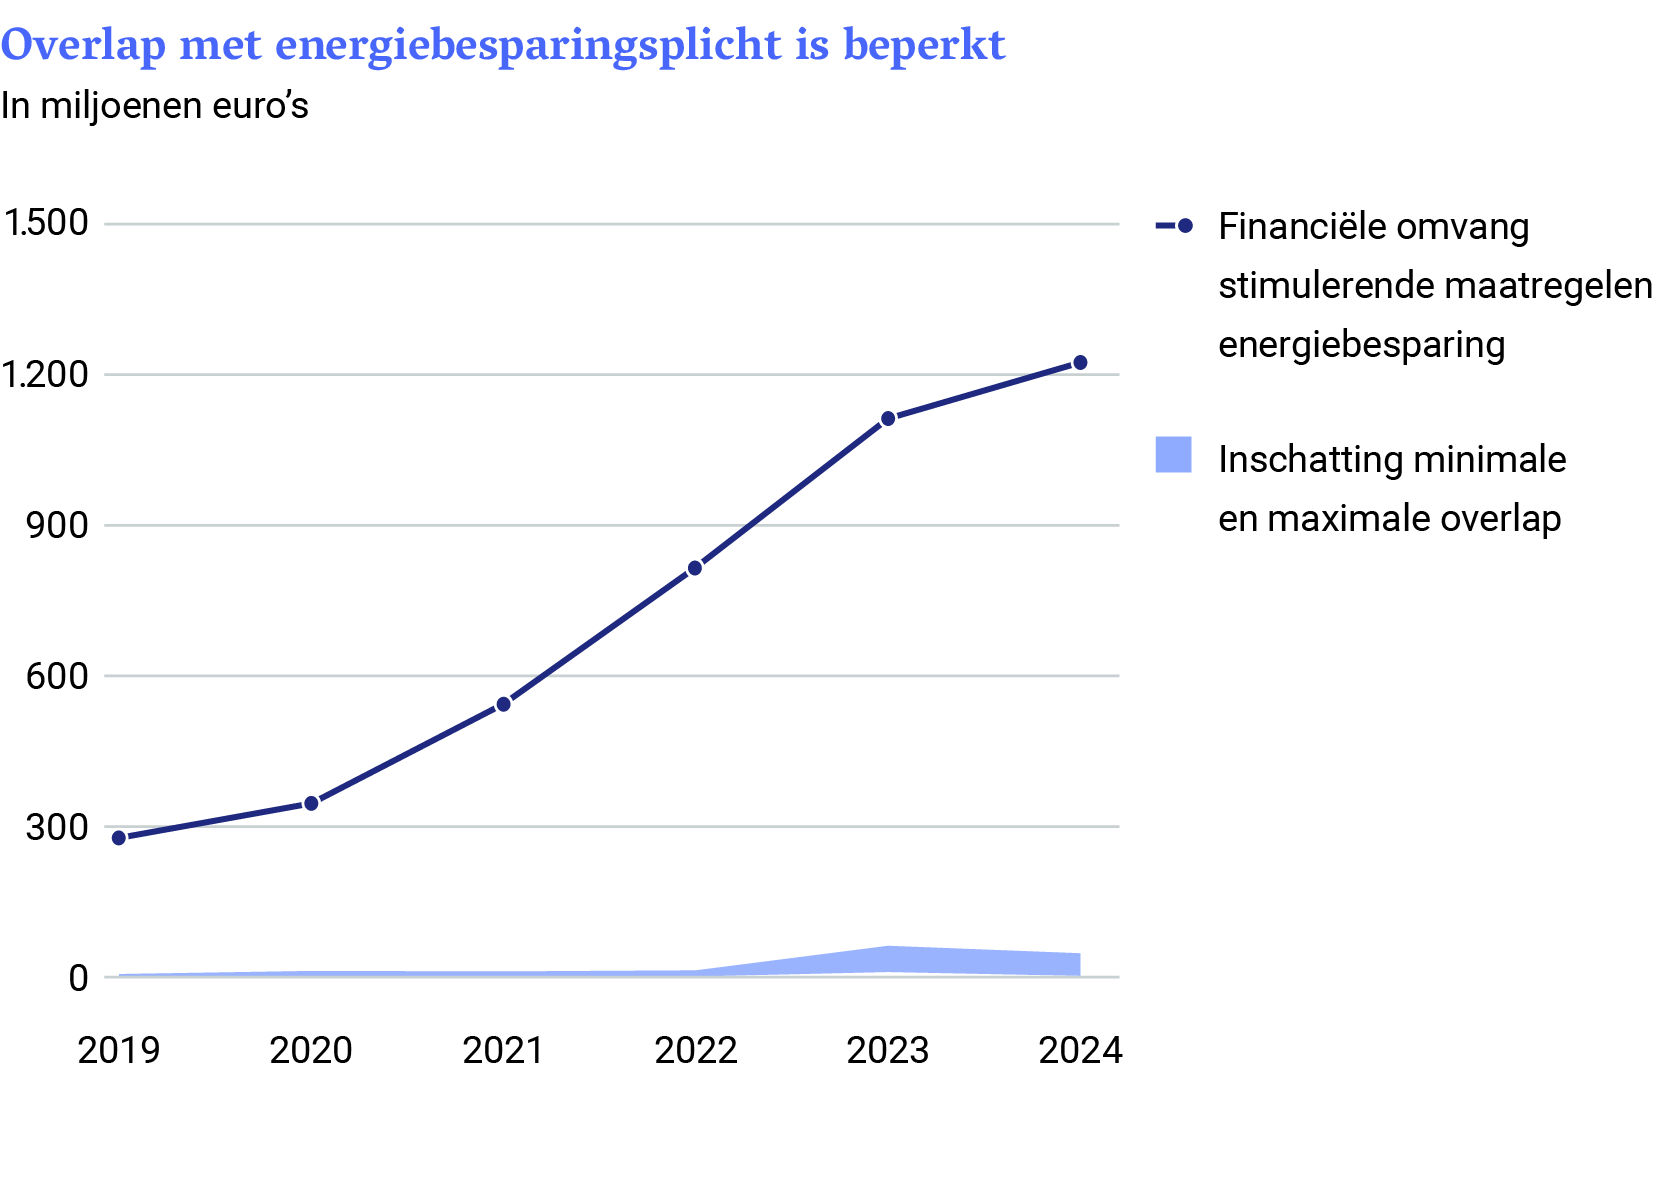 Overlap met energiebesparingsplicht is beperkt
In miljoenen euro’s
1.500
1.200
900
600
300
0
2019 2020 2021 2022 2023 2024
Financiële omvang
stimulerende maatregelen
energiebesparing
Inschatting minimale
en maximale overlap